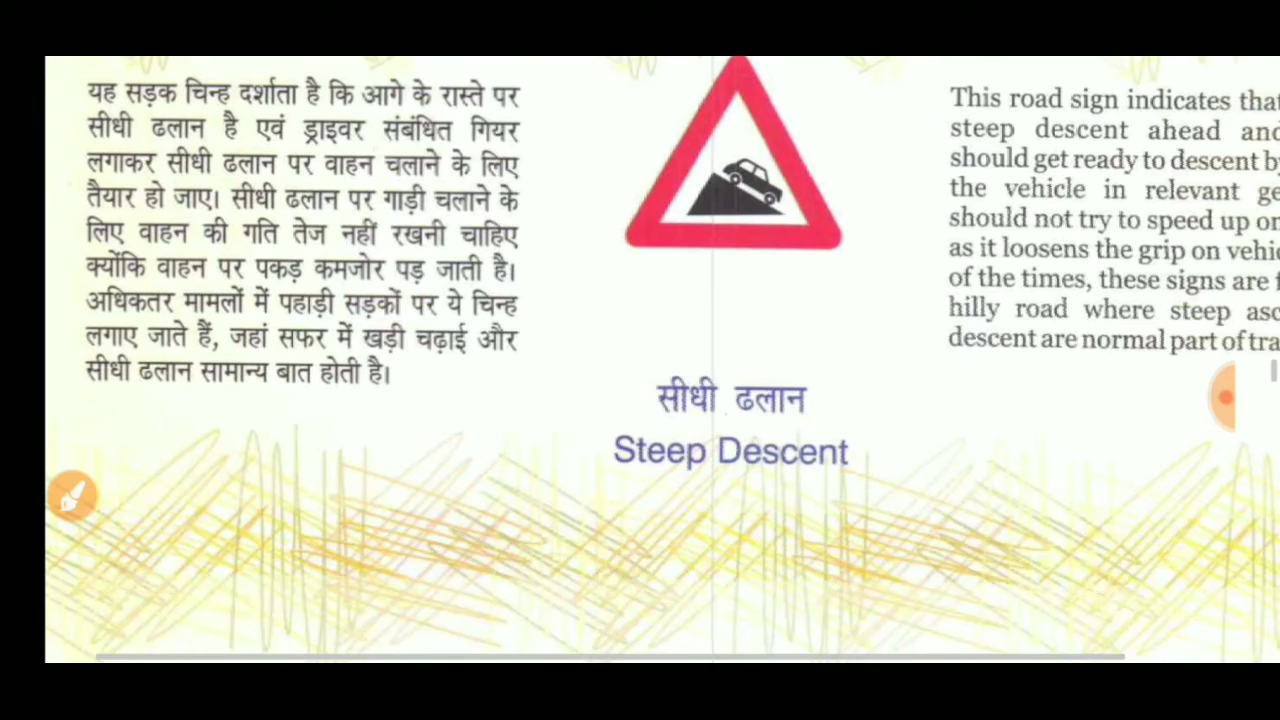 यह सड़क चिन्ह दर्शाता है कि आगे के रास्ते पर
सीधी ढलान है एवं ड्राइवर संबंधित गियर
लगाकर सीधी ढलान पर वाहन चलाने के लिए
तैयार हो जाए। सीधी ढलान पर गाड़ी चलाने के
लिए वाहन की गति तेज नहीं रखनी चाहिए
क्योंकि वाहन पर पकड़ कमजोर पड़ जाती है।
अधिकतर मामलों में पहाड़ी सड़कों पर ये चिन्ह
लगाए जाते हैं, जहां सफर में खड़ी चढ़ाई और
सीधी ढलान सामान्य बात होती है।
सीधी ढलान
Steep Descent
This road sign indicates that
steep descent ahead and
should get ready to descent
the vehicle in relevant
should not try to speed up
as it loosens the grip on
of the times, these signs are
hilly road where steep
descent are normal part of